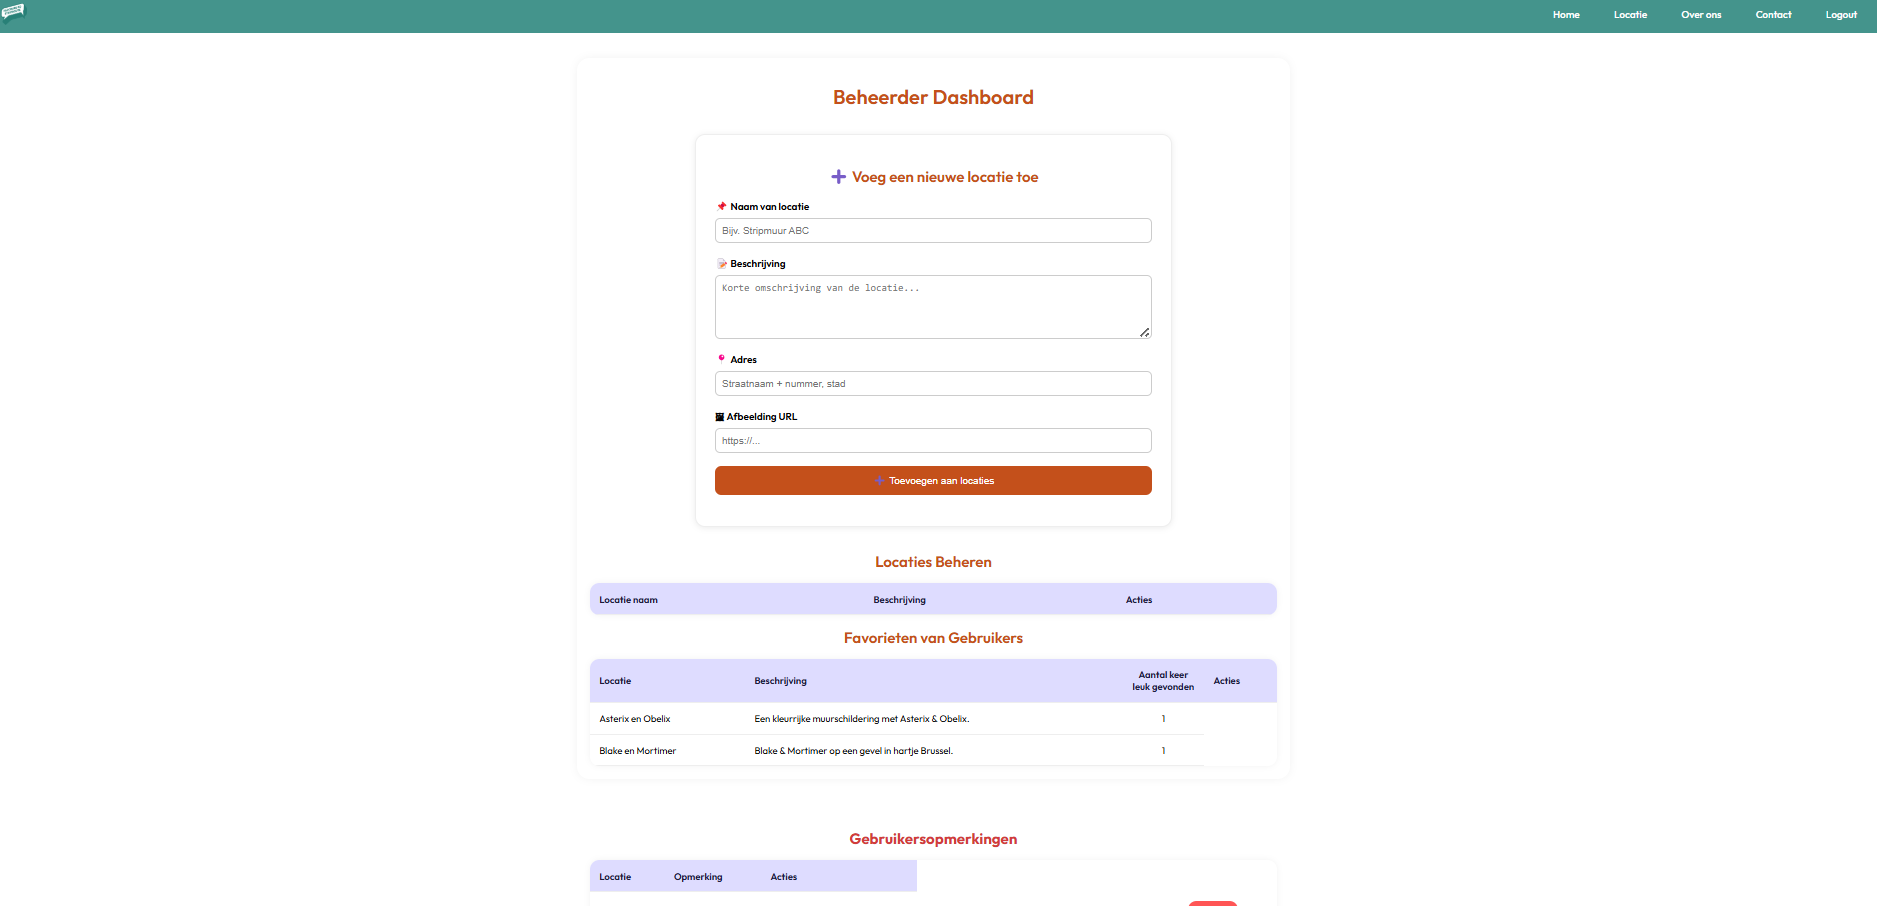 Home Locatie Over ons Contact Logout
Beheerder Dashboard
Voeg een nieuwe locatie toe
Naam van locatie
Bijv. Stripmuur ABC
Beschrijving
Korte omschrijving van de locatie...
Adres
Straatnaam + nummer, stad
Afbeelding URL
https://...
Toevoegen aan locaties
Locaties Beheren
Locatie naam Beschrijving Acties
Favorieten van Gebruikers
Locatie Beschrijving Aantal keer leuk gevonden Acties
Asterix en Obelix Een kleurrijke muurschildering met Asterix & Obelix. 1
Blake en Mortimer Blake & Mortimer op een gevel in hartje Brussel. 1
Gebruikersopmerkingen
Locatie Opmerking Acties